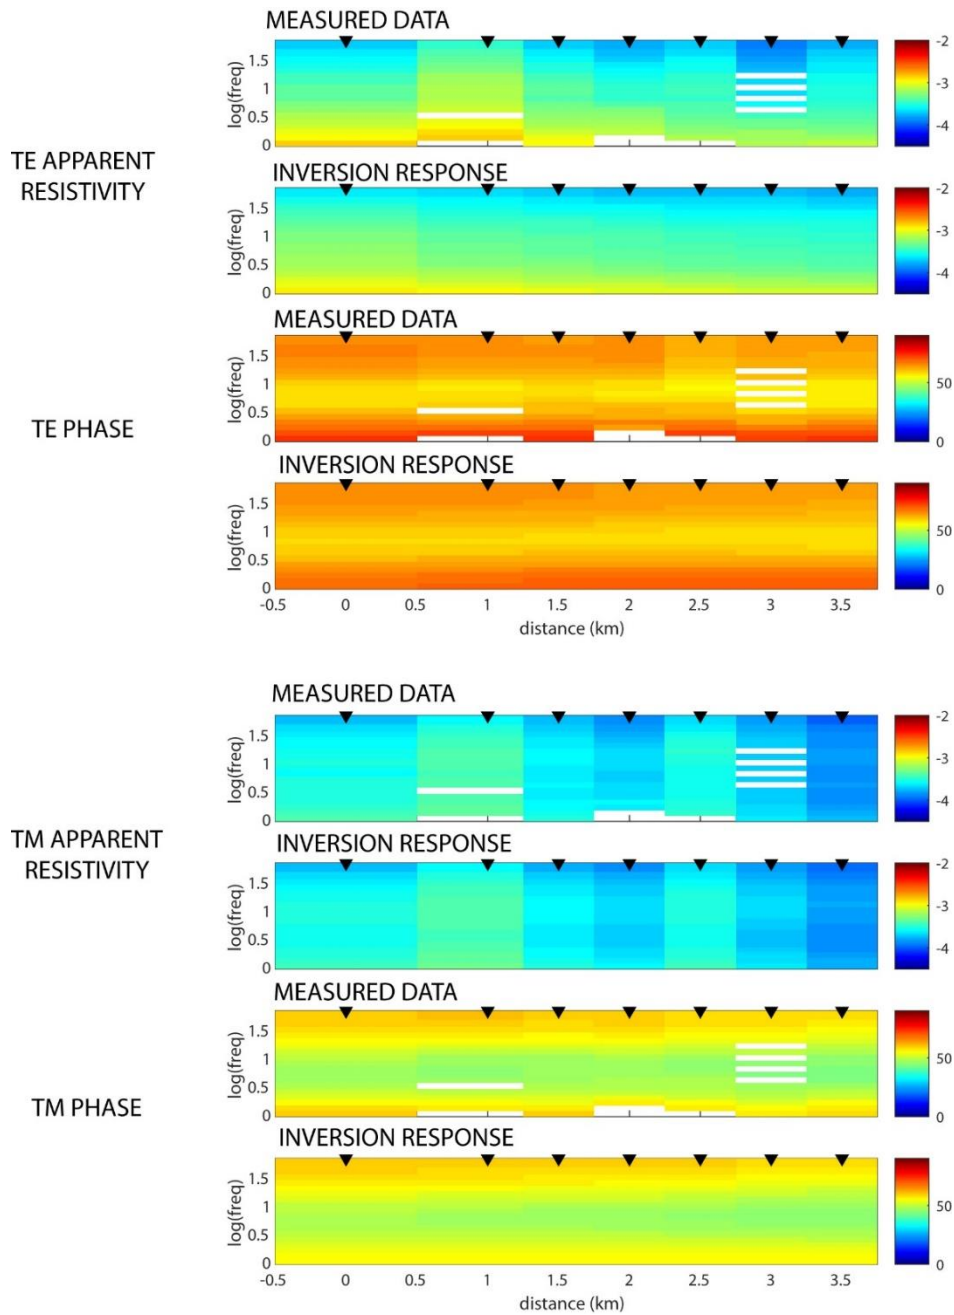 MEASURED DATA
log(freq)
1.5
1
0.5
0
-2
-3
-4
TE APPARENT
RESISTIVITY
INVERSION RESPONSE
log(freq)
1.5
1
0.5
0
-2
-3
-4
MEASURED DATA
log(freq)
1.5
1
0.5
0
50
0
TE PHASE
INVERSION RESPONSE
log(freq)
1.5
1
0.5
0
50
0
-0.5 0 0.5 1 1.5 2 2.5 3 3.5
distance (km)
MEASURED DATA
log(freq)
1.5
1
0.5
0
-2
-3
-4
TM APPARENT
RESISTIVITY
INVERSION RESPONSE
log(freq)
1.5
1
0.5
0
-2
-3
-4
MEASURED DATA
log(freq)
1.5
1
0.5
0
50
0
TM PHASE
INVERSION RESPONSE
log(freq)
1.5
1
0.5
0
50
0
-0.5 0 0.5 1 1.5 2 2.5 3 3.5
distance (km)